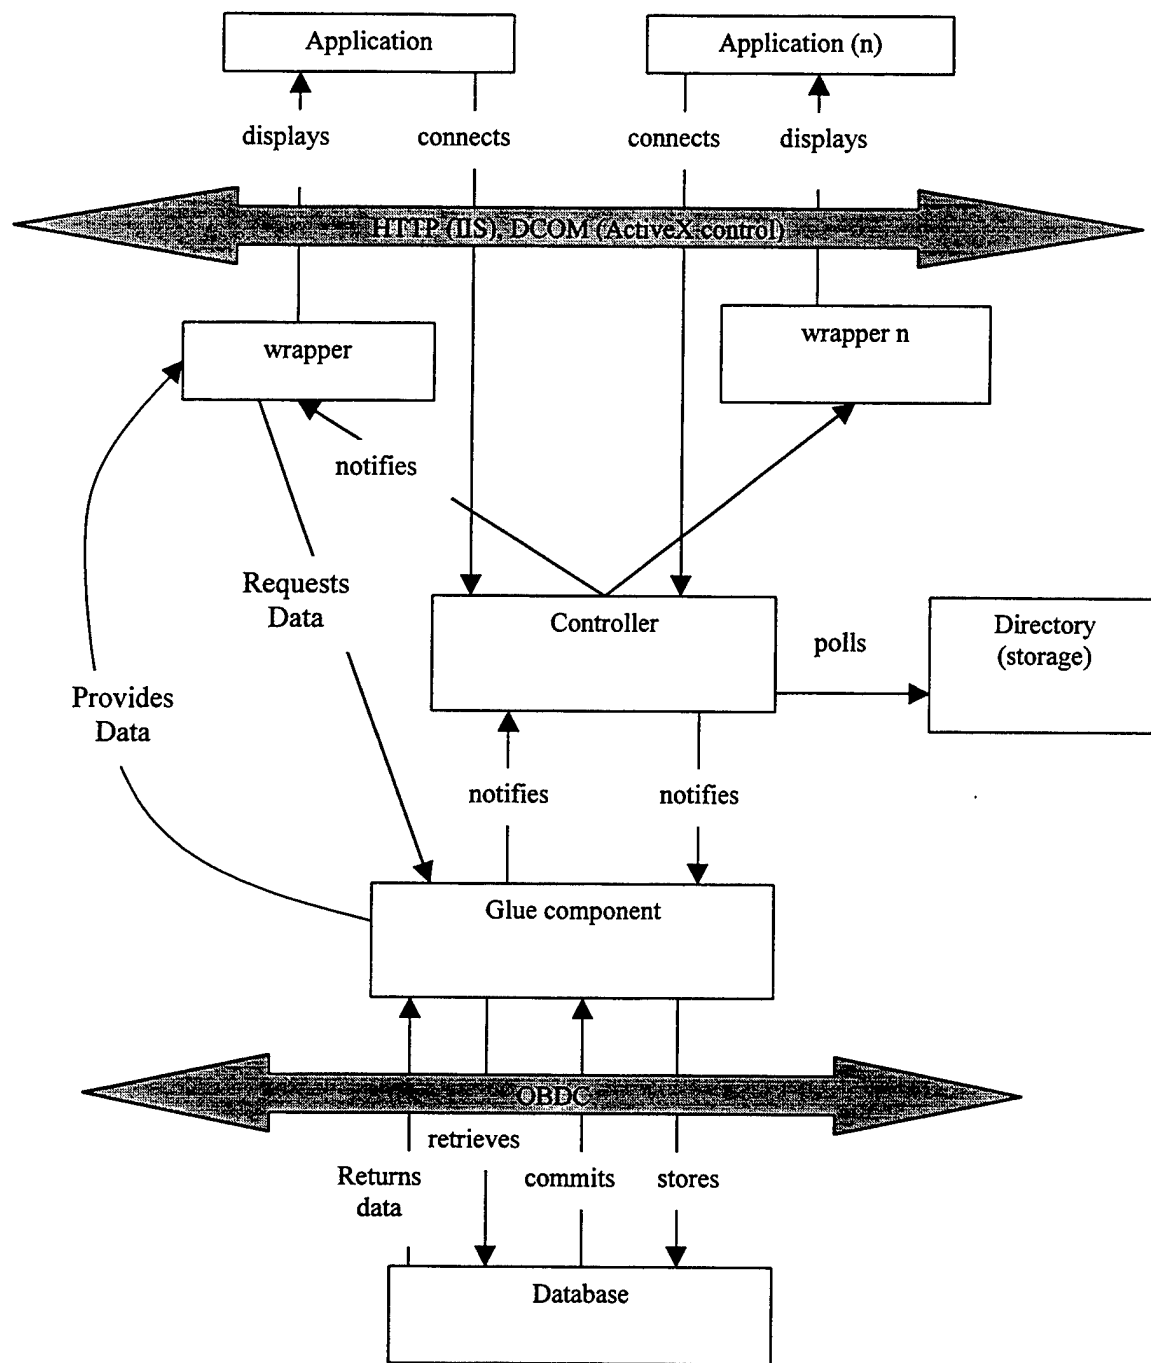 Application
Application (n)
displays
connects
connects
displays
HTTP (IIS), DCOM (ActiveX control)
wrapper
wrapper n
notifies
Requests
Data
Controller
polls
Directory
(storage)
Provides
Data
notifies
notifies
Glue component
OBDC
retrieves
Returns
data
commits
stores
Database